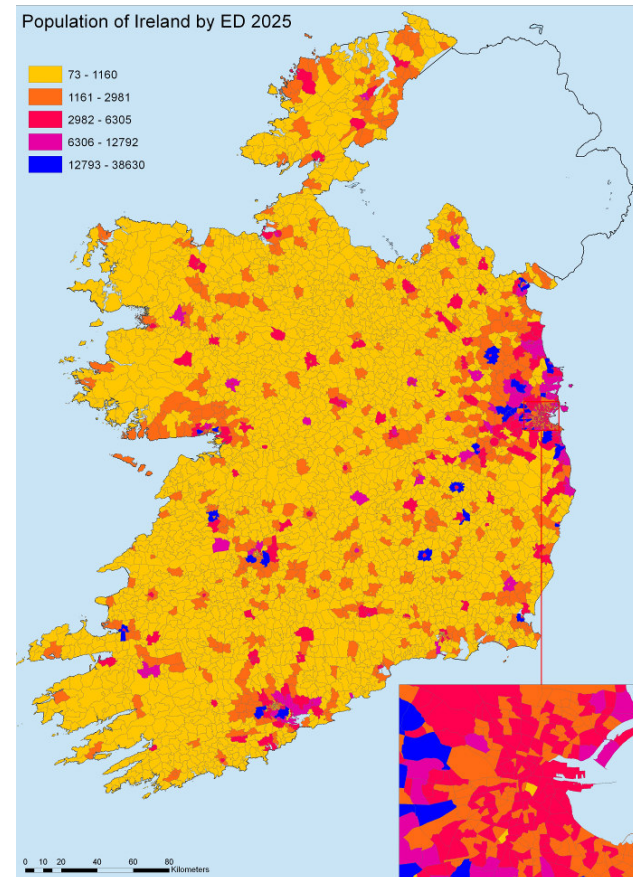 Population of Ireland by ED 2025
73 - 1160
1161 - 2981
2982 - 6305
6306 - 12792
12793 - 38630
0 10 20 40 60 80
Kilometers